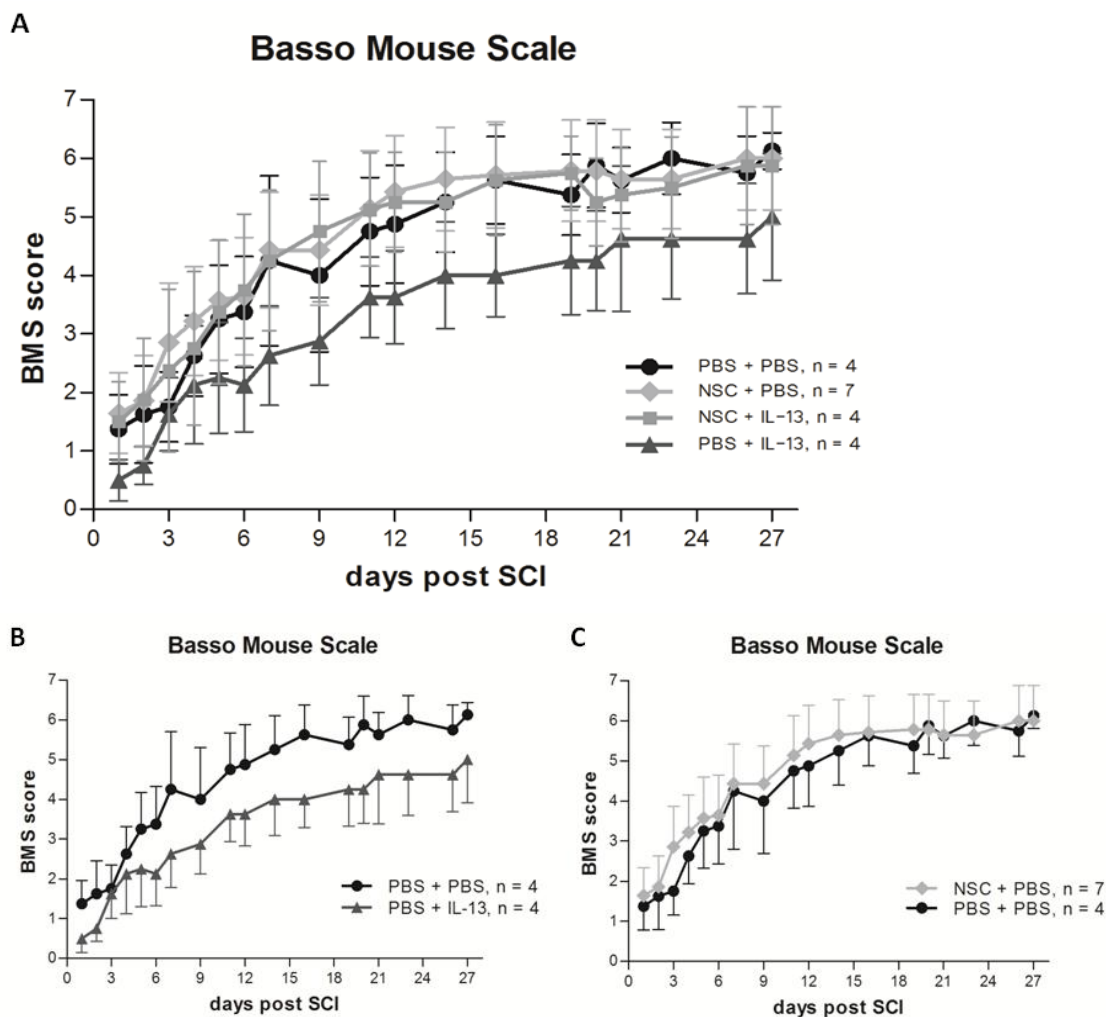 A
Basso Mouse Scale
BMS score
7
6
5
4
3
2
1
0
PBS + PBS, n = 4
NSC + PBS, n = 7
NSC + IL-13, n = 4
PBS + IL-13, n = 4
0 3 6 9 12 15 18 21 24 27
days post SCI
B
Basso Mouse Scale
BMS score
7
6
5
4
3
2
1
0
PBS + PBS, n = 4
PBS + IL-13, n = 4
0 3 6 9 12 15 18 21 24 27
days post SCI
C
Basso Mouse Scale
BMS score
7
6
5
4
3
2
1
0
NSC + PBS, n = 7
PBS + PBS, n = 4
0 3 6 9 12 15 18 21 24 27
days post SCI